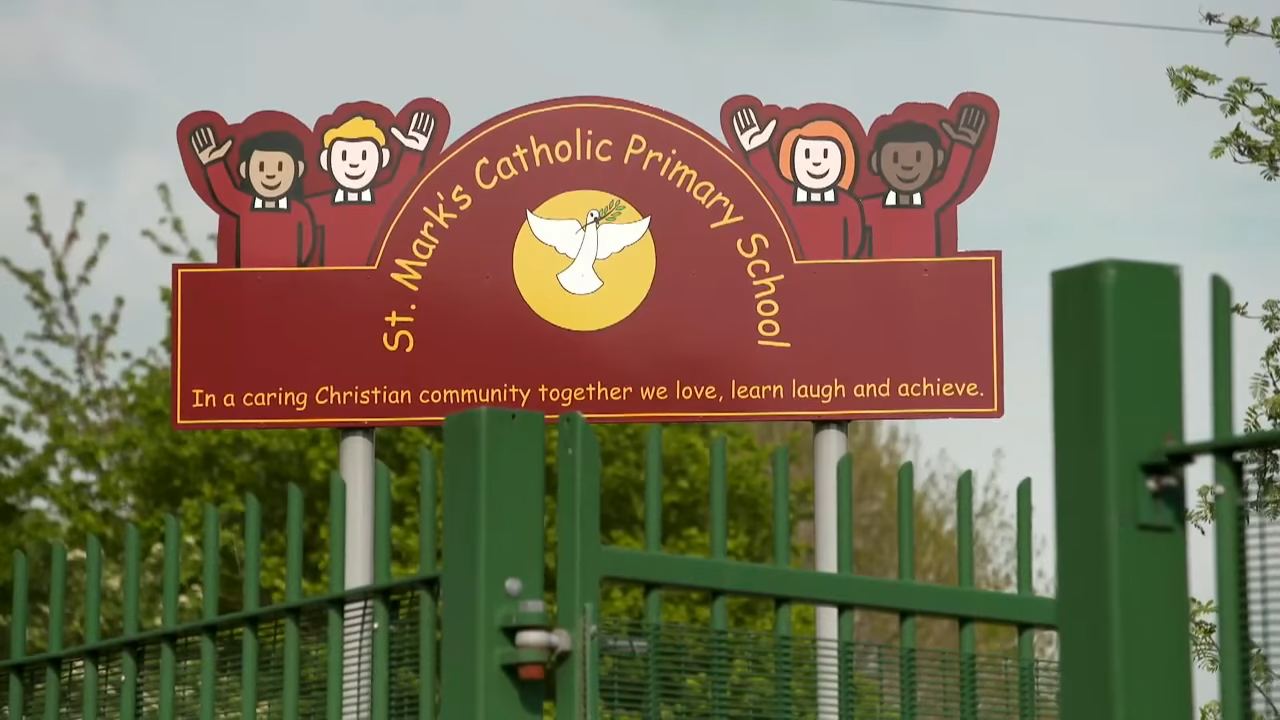 St. Mark's Catholic Primary School
In a caring Christian community together we love, learn laugh and achieve.